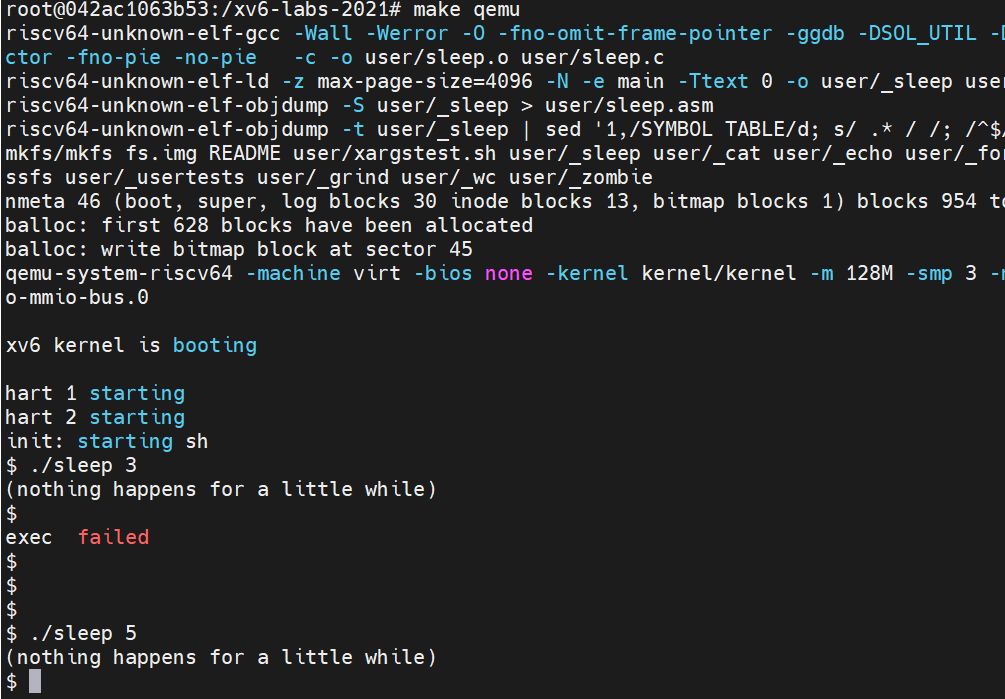 root@042ac1063b53:/xv6-labs-2021# make qemu
riscv64-unknown-elf-gcc -Wall -Werror -O -fno-omit-frame-pointer -ggdb -DSOL_UTIL -D
ctor -fno-pie -no-pie   -c -o user/sleep.o user/sleep.c
riscv64-unknown-elf-ld -z max-page-size=4096 -N -e main -Ttext 0 -o user/_sleep user
riscv64-unknown-elf-objdump -S user/_sleep > user/sleep.asm
riscv64-unknown-elf-objdump -t user/_sleep | sed '1,/SYMBOL TABLE/d; s/ .* / /; /^$/
mkfs/mkfs fs.img README user/xargstest.sh user/_sleep user/_cat user/_echo user/_for
ssfs user/_usertests user/_grind user/_wc user/_zombie
nmeta 46 (boot, super, log blocks 30 inode blocks 13, bitmap blocks 1) blocks 954 to
balloc: first 628 blocks have been allocated
balloc: write bitmap block at sector 45
qemu-system-riscv64 -machine virt -bios none -kernel kernel/kernel -m 128M -smp 3 -n
o-mmio-bus.0
xv6 kernel is booting
hart 1 starting
hart 2 starting
init: starting sh
$ ./sleep 3
(nothing happens for a little while)
$
exec  failed
$
$
$
$ ./sleep 5
(nothing happens for a little while)
$